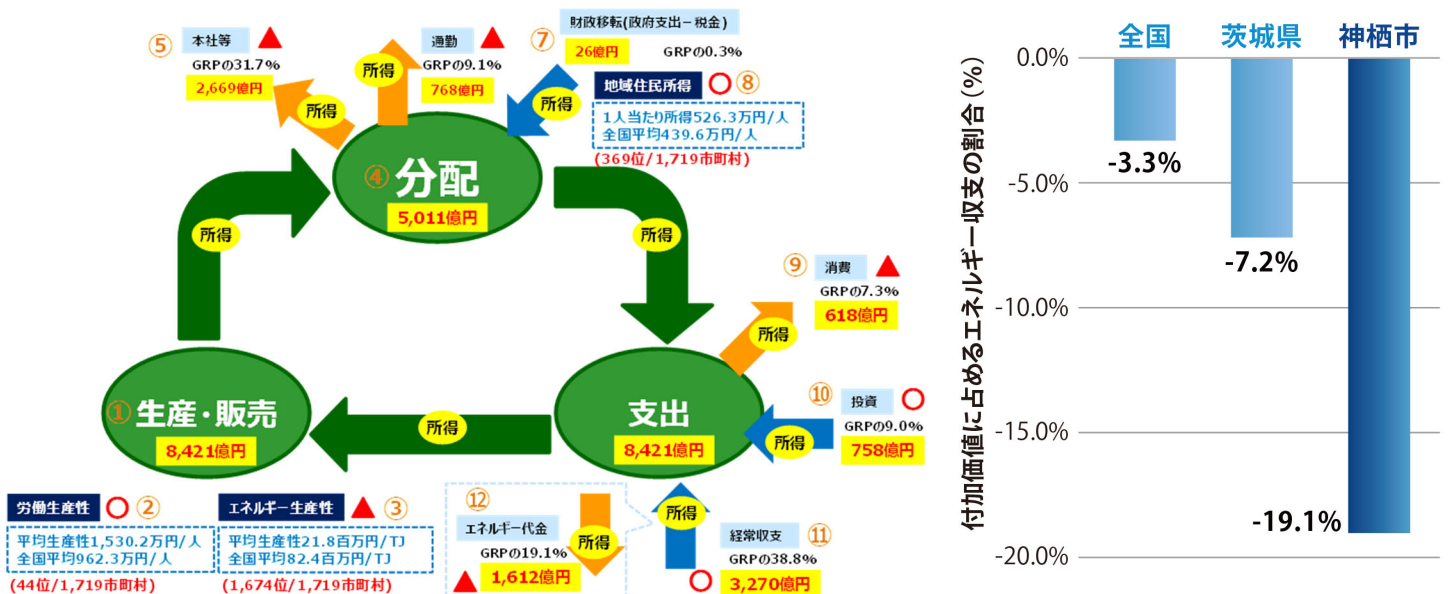 ⑤
本社等
▲
GRPの31.7%
2,669億円
所得
所得
通勤
▲
GRPの9.1%
768億円
⑦
財政移転(政府支出－税金)
26億円
GRPの0.3%
所得
地域住民所得
○
⑧
1人当たり所得526.3万円/人
全国平均439.6万円/人
(369位/1,719市町村)
④
分配
5,011億円
所得
所得
⑨
消費
▲
GRPの7.3%
618億円
所得
①
生産・販売
8,421億円
所得
支出
8,421億円
⑩
投資
○
GRPの9.0%
758億円
所得
労働生産性
○
②
平均生産性1,530.2万円/人
全国平均962.3万円/人
(44位/1,719市町村)
エネルギー生産性
▲
③
平均生産性21.8百万円/TJ
全国平均82.4百万円/TJ
(1,674位/1,719市町村)
⑫
エネルギー代金
GRPの19.1%
▲
1,612億円
所得
所得
経常収支
⑪
GRPの38.8%
○
3,270億円
付加価値に占めるエネルギー収支の割合(%)
全国
茨城県
神栖市
0.0%
-5.0%
-10.0%
-15.0%
-20.0%
-3.3%
-7.2%
-19.1%